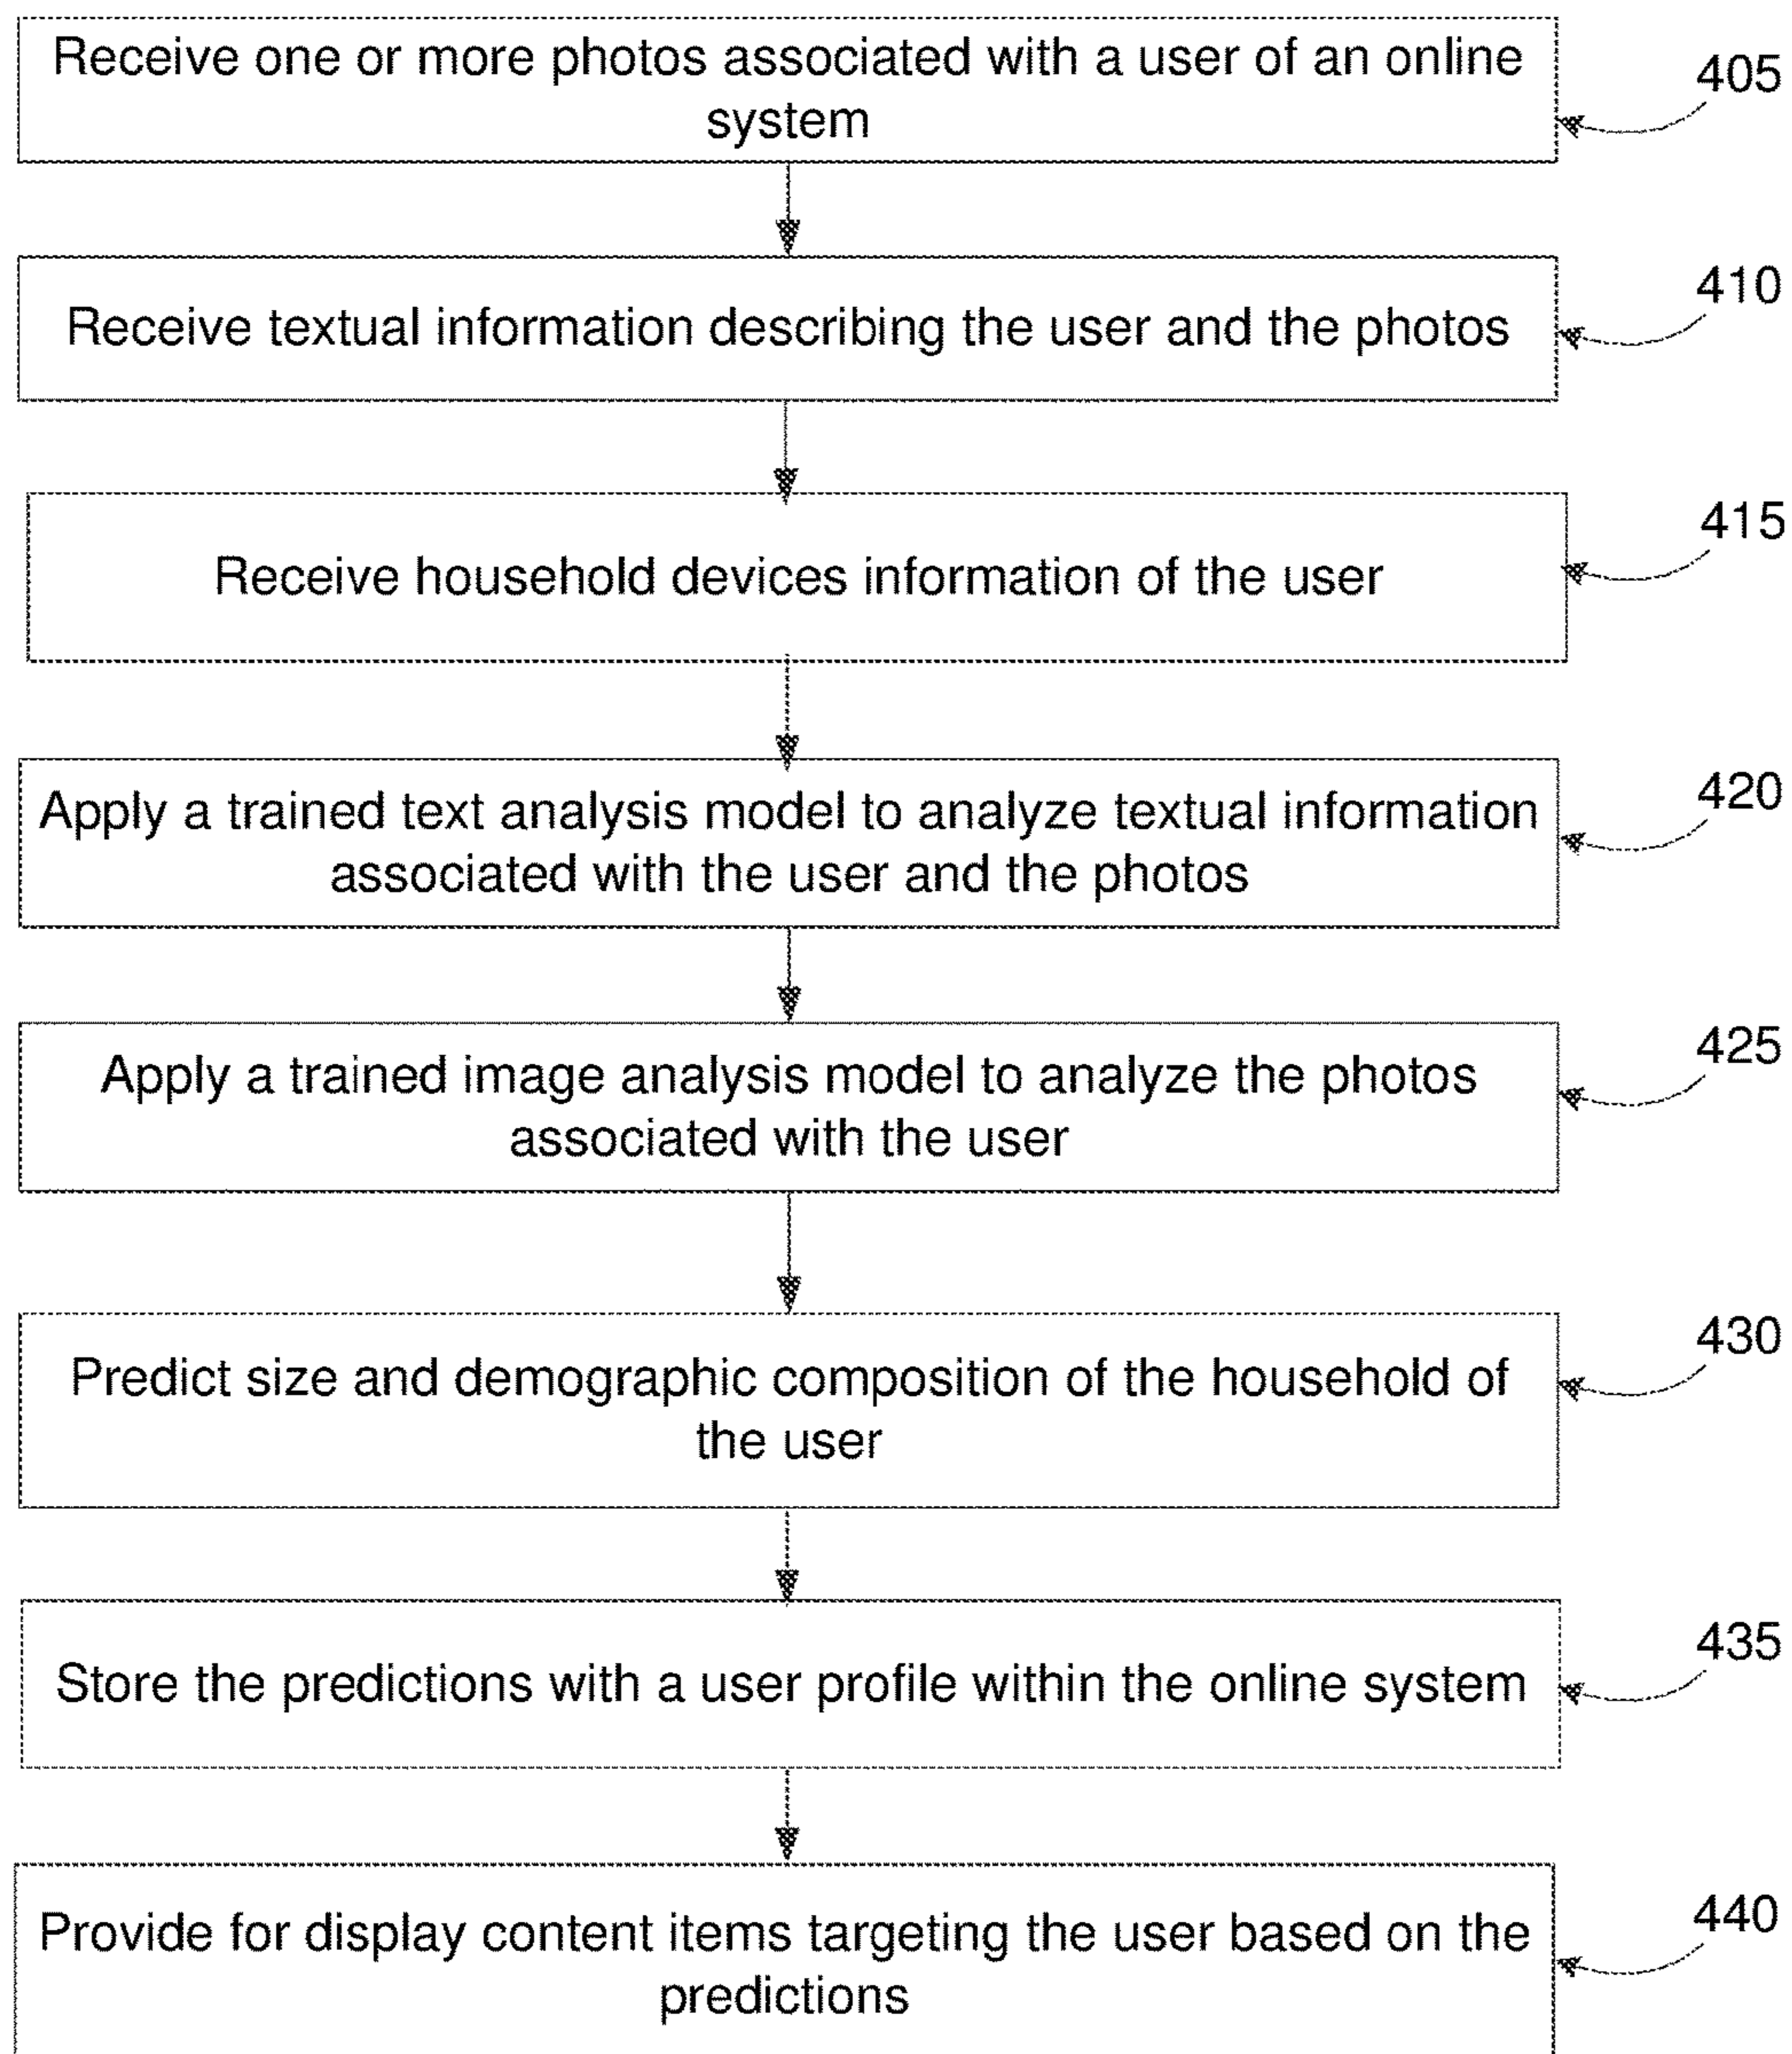 Receive one or more photos associated with a user of an online
system
405
Receive textual information describing the user and the photos
410
Receive household devices information of the user
415
Apply a trained text analysis model to analyze textual information
associated with the user and the photos
420
Apply a trained image analysis model to analyze the photos
associated with the user
425
Predict size and demographic composition of the household of
the user
430
Store the predictions with a user profile within the online system
435
Provide for display content items targeting the user based on the
predictions
440